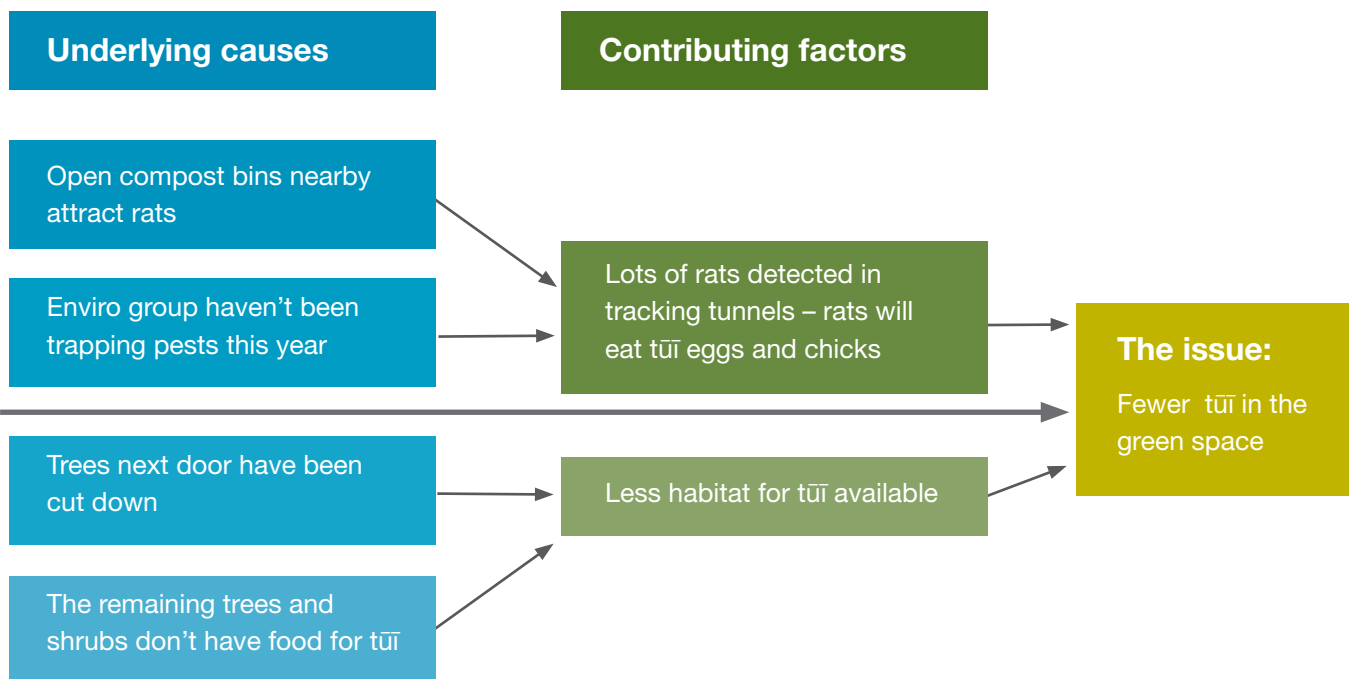 Underlying causes
Contributing factors
Open compost bins nearby
attract rats
Enviro group haven’t been
trapping pests this year
Lots of rats detected in
tracking tunnels – rats will
eat tūī eggs and chicks
The issue:
Fewer  tūī in the
green space
Trees next door have been
cut down
Less habitat for tūī available
The remaining trees and
shrubs don’t have food for tūī